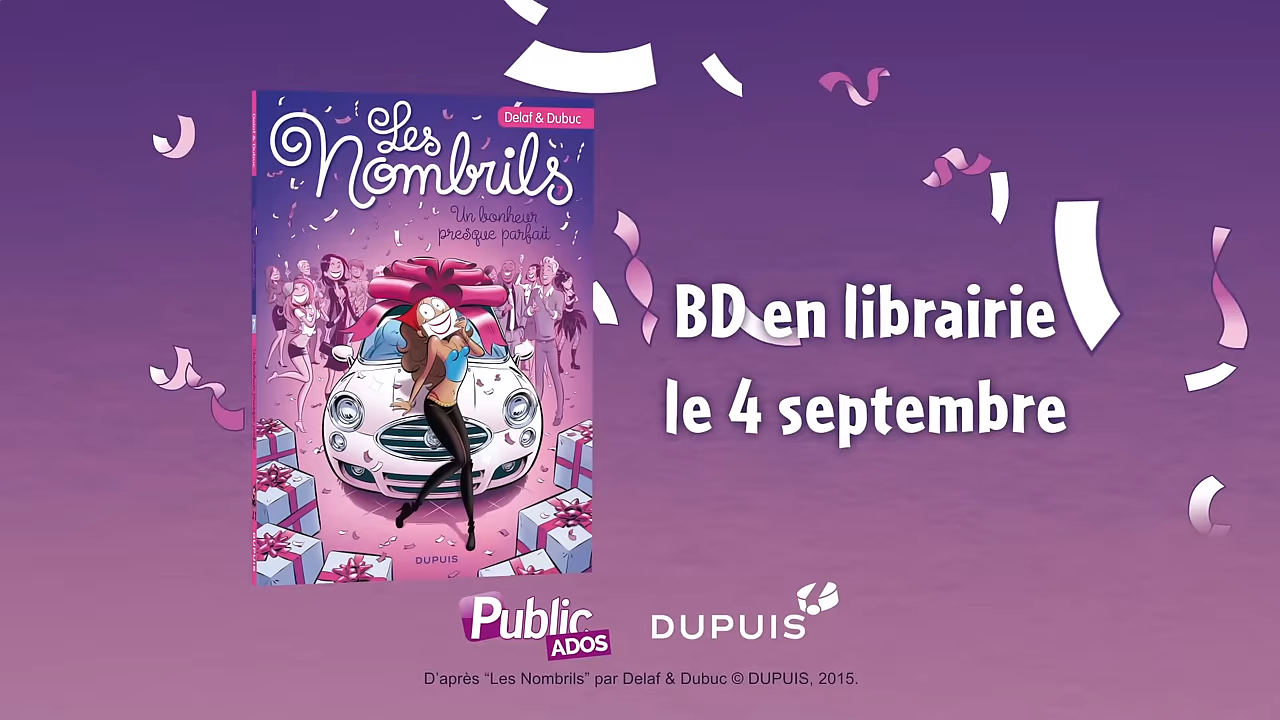 Delaf & Dubuc
Les
Nombrils
Un bonheur
presque parfait
DUPUIS
BD en librairie
le 4 septembre
Public
ADOS
DUPUIS
D’après “Les Nombrils” par Delaf & Dubuc © DUPUIS, 2015.